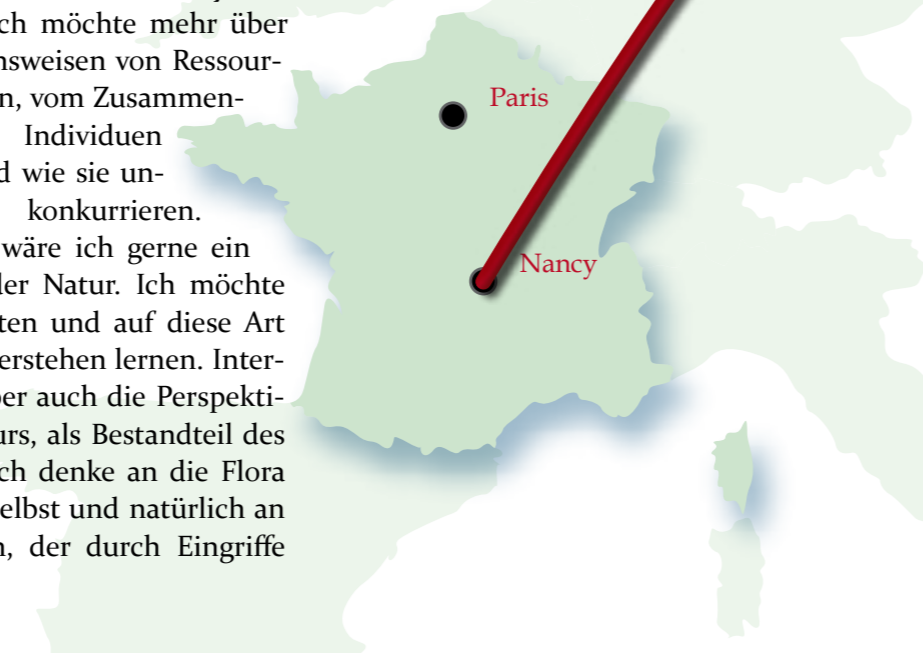 ch möchte mehr über
nsweisen von Ressour-
n, vom Zusammen-
Individuen
d wie sie un-
konkurrieren.
wäre ich gerne ein
der Natur. Ich möchte
ten und auf diese Art
erstehen lernen. Inter-
er auch die Perspekti-
urs, als Bestandteil des
ch denke an die Flora
elbst und natürlich an
n, der durch Eingriffe
Paris
Nancy